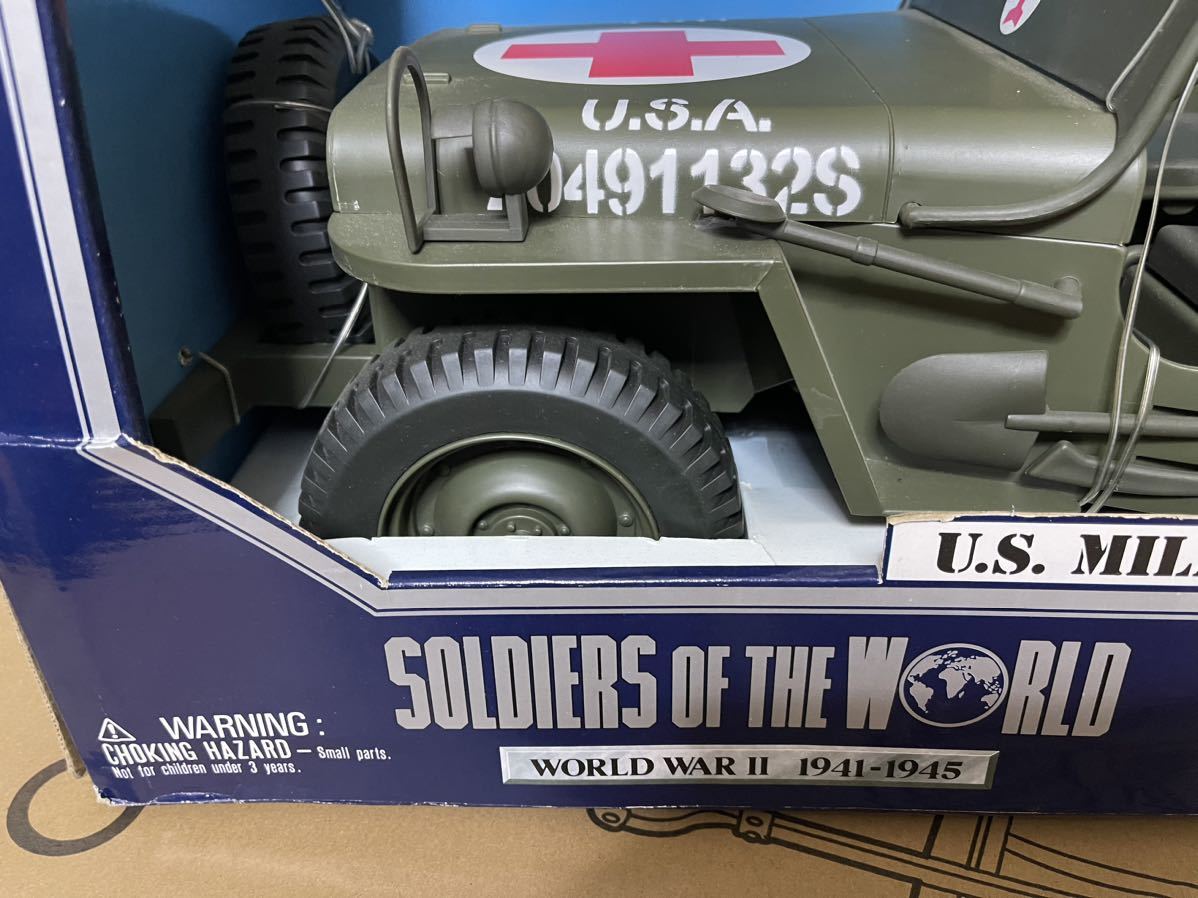 U.S.A.
20491132S
U.S. MIL
SOLDIERS OF THE WORLD
WORLD WAR II 1941-1945
WARNING:
CHOKING HAZARD — Small parts.
Not for children under 3 years.